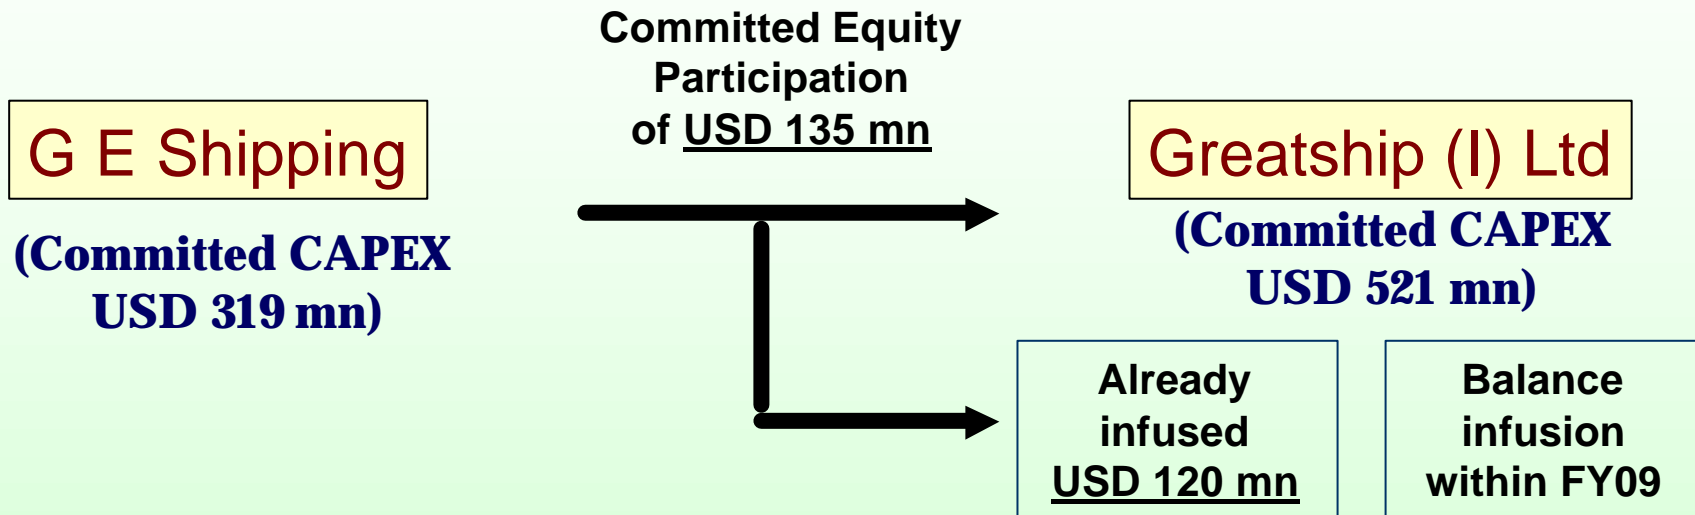 Committed Equity
Participation
of USD 135 mn
G E Shipping
(Committed CAPEX
USD 319 mn)
Greatship (I) Ltd
(Committed CAPEX
USD 521 mn)
Already
infused
USD 120 mn
Balance
infusion
within FY09